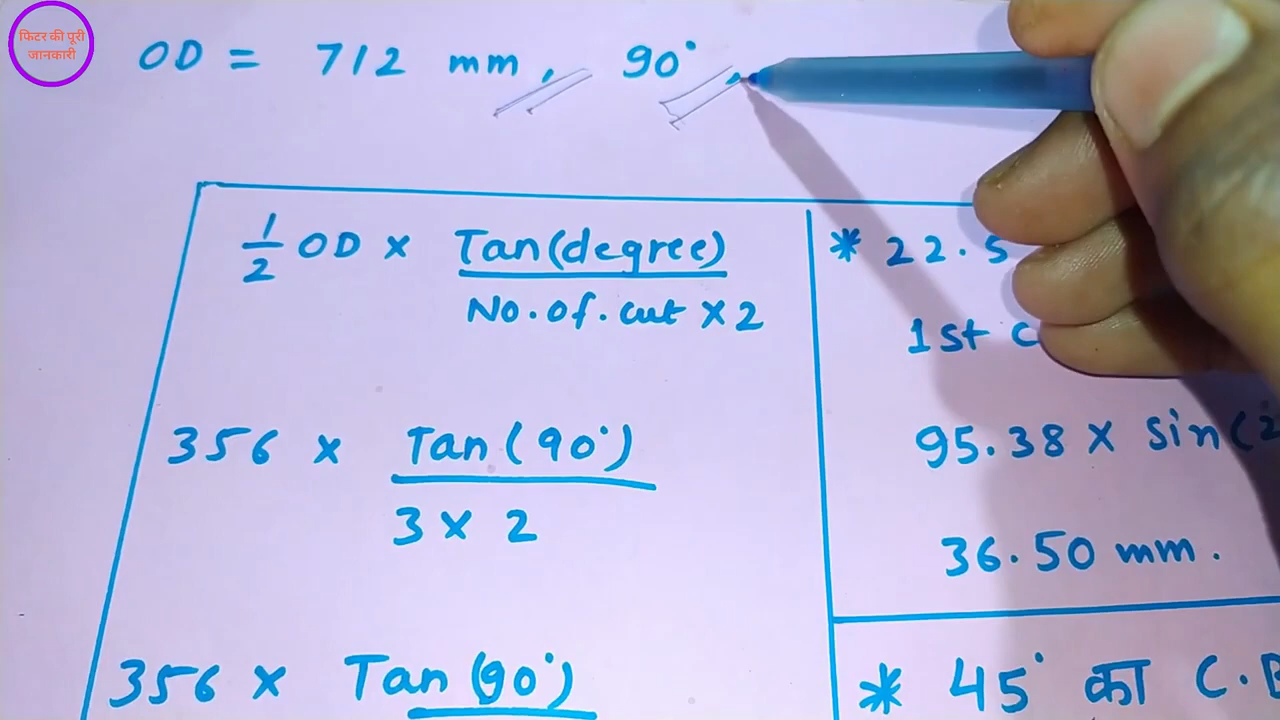 फिटर की पूरी
जानकारी
OD = 712 mm, 90°
1/2 OD × Tan(degree)
No. of. cut × 2
356 × Tan(90°)
3 × 2
356 × Tan(90°)
* 22.5
1st
95.38 × sin(2
36.50 mm.
* 45° का C.B